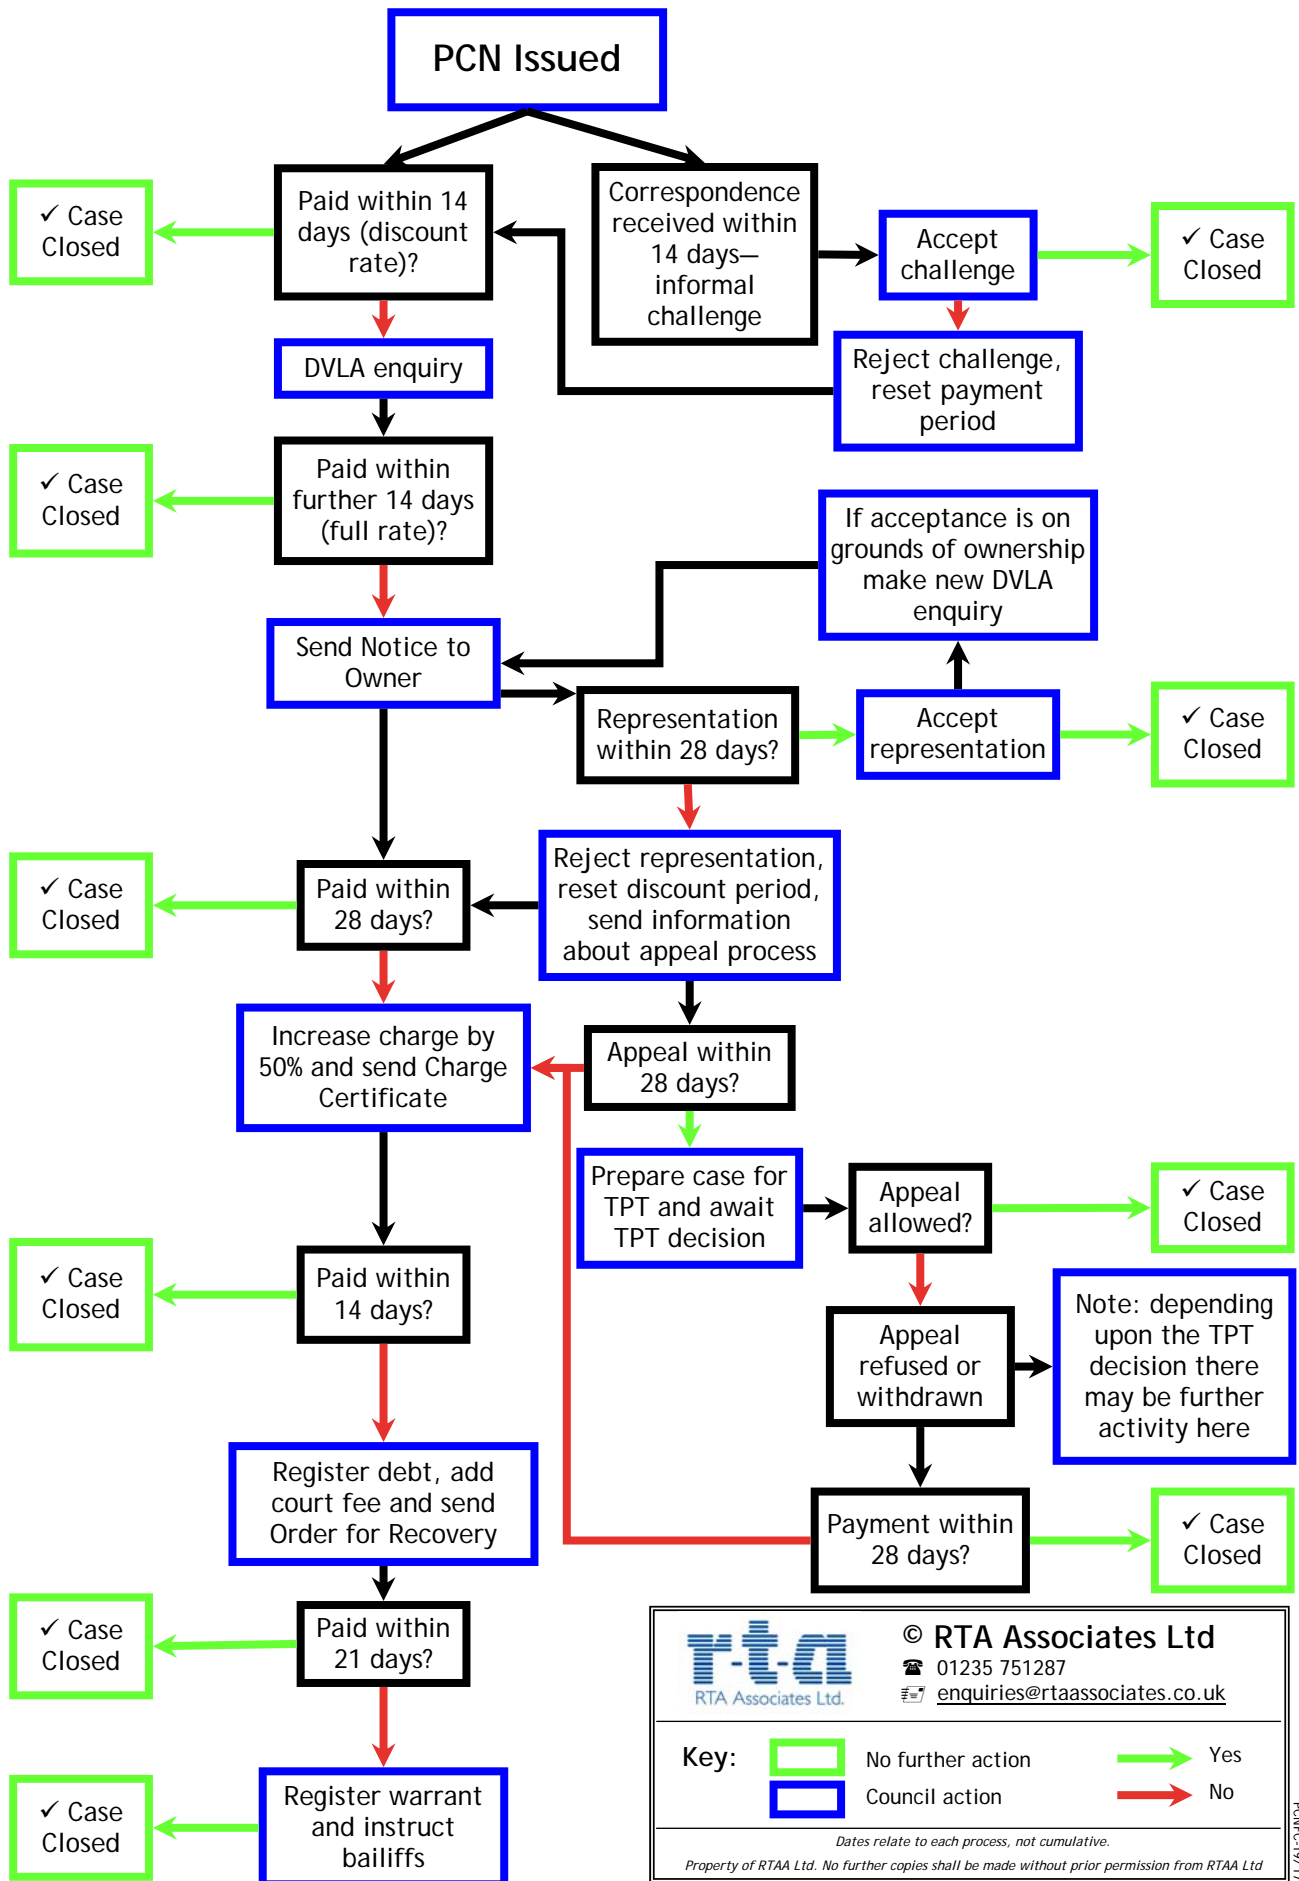 PCN Issued
✓ Case
Closed
Paid within 14
days (discount
rate)?
Correspondence
received within
14 days—
informal
challenge
Accept
challenge
✓ Case
Closed
DVLA enquiry
Reject challenge,
reset payment
period
✓ Case
Closed
Paid within
further 14 days
(full rate)?
If acceptance is on
grounds of ownership
make new DVLA
enquiry
Send Notice to
Owner
Representation
within 28 days?
Accept
representation
✓ Case
Closed
✓ Case
Closed
Paid within
28 days?
Reject representation,
reset discount period,
send information
about appeal process
Increase charge by
50% and send Charge
Certificate
Appeal within
28 days?
Prepare case for
TPT and await
TPT decision
Appeal
allowed?
✓ Case
Closed
✓ Case
Closed
Paid within
14 days?
Appeal
refused or
withdrawn
Note: depending
upon the TPT
decision there
may be further
activity here
Register debt, add
court fee and send
Order for Recovery
Payment within
28 days?
✓ Case
Closed
✓ Case
Closed
Paid within
21 days?
✓ Case
Closed
Register warrant
and instruct
bailiffs
r-t-a
RTA Associates Ltd.
© RTA Associates Ltd
☎ 01235 751287
enquiries@rtaassociates.co.uk
Key:
No further action
Yes
Council action
No
Dates relate to each process, not cumulative.
Property of RTAA Ltd. No further copies shall be made without prior permission from RTAA Ltd